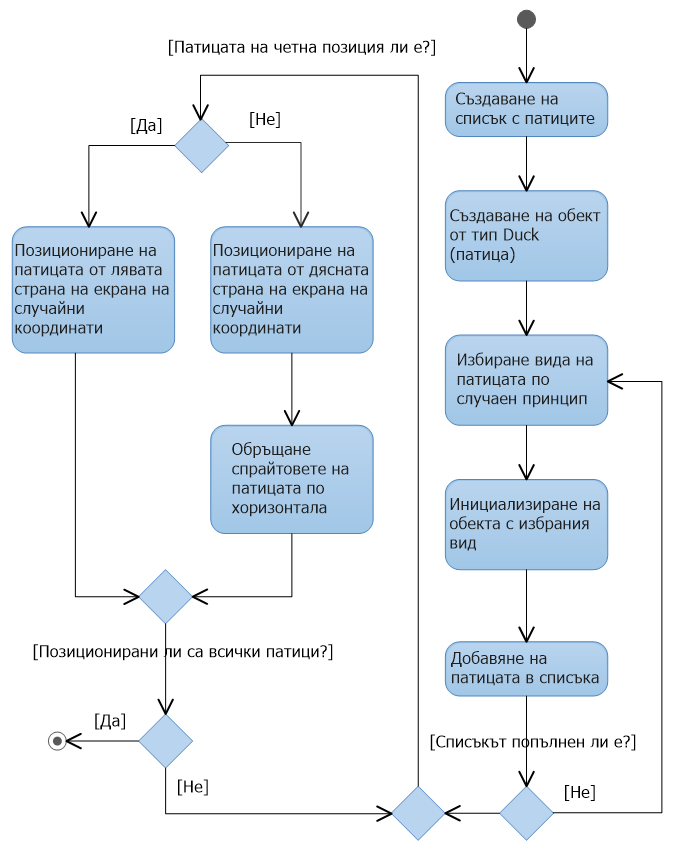 [Патицата на четна позиция ли е?]
[Да]
[Не]
Създаване на
списък с патиците
Създаване на обект
от тип Duck
(патица)
Позициониране на
патицата от лявата
страна на екрана на
случайни
координати
Позициониране на
патицата от дясната
страна на екрана на
случайни
координати
Избиране вида на
патицата по
случаен принцип
Обръщане
спрайтовете на
патицата по
хоризонтала
Инициализиране на
обекта с избрания
вид
[Позиционирани ли са всички патици?]
Добавяне на
патицата в списъка
[Да]
[Списъкът попълнен ли е?]
[Не]
[Не]